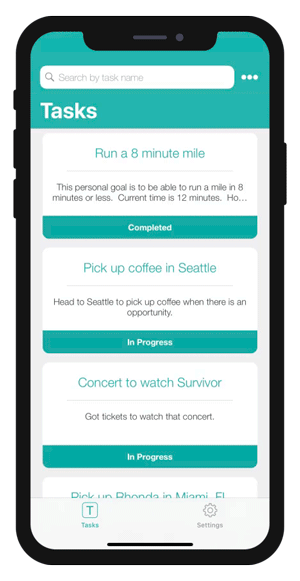 Search by task name
Tasks
Run a 8 minute mile
This personal goal is to be able to run a mile in 8
minutes or less. Current time is 12 minutes. Ho...
Completed
Pick up coffee in Seattle
Head to Seattle to pick up coffee when there is an
opportunity.
In Progress
Concert to watch Survivor
Got tickets to watch that concert.
In Progress
Pick up Rhonda in Miami, FL
T
Tasks
Settings